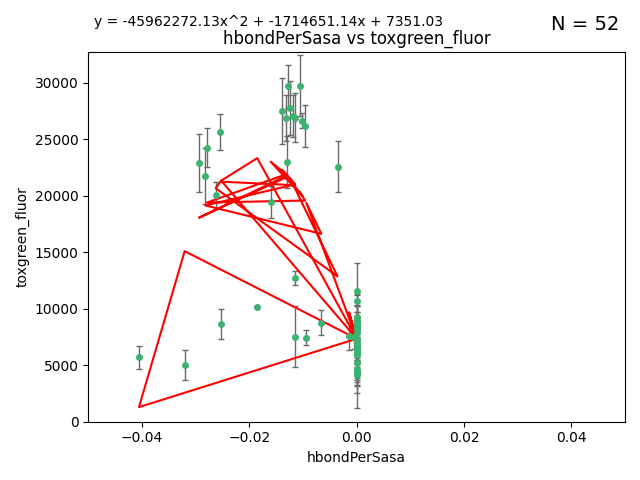 y = -45962272.13x^2 + -1714651.14x + 7351.03
N = 52
hbondPerSasa vs toxgreen_fluor
toxgreen_fluor
30000
25000
20000
15000
10000
5000
0
−0.04
−0.02
0.00
0.02
0.04
hbondPerSasa